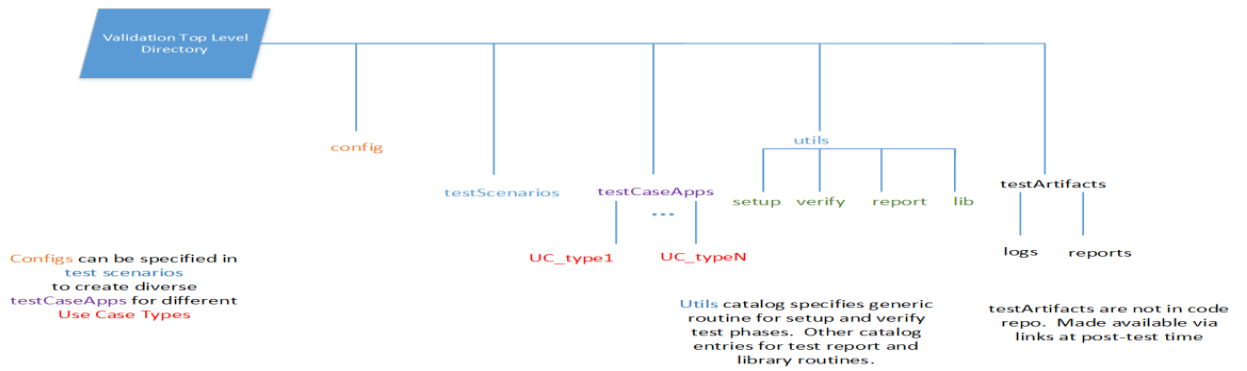 Validation Top Level
Directory
config
utils
testScenarios
testCaseApps
testArtifacts
setup
verify
report
lib
...
UC_type1
UC_typeN
logs
reports
Configs can be specified in
test scenarios
to create diverse
testCaseApps for different
Use Case Types
Utils catalog specifies generic
routine for setup and verify
test phases.  Other catalog
entries for test report and
library routines.
testArtifacts are not in code
repo.  Made available via
links at post-test time